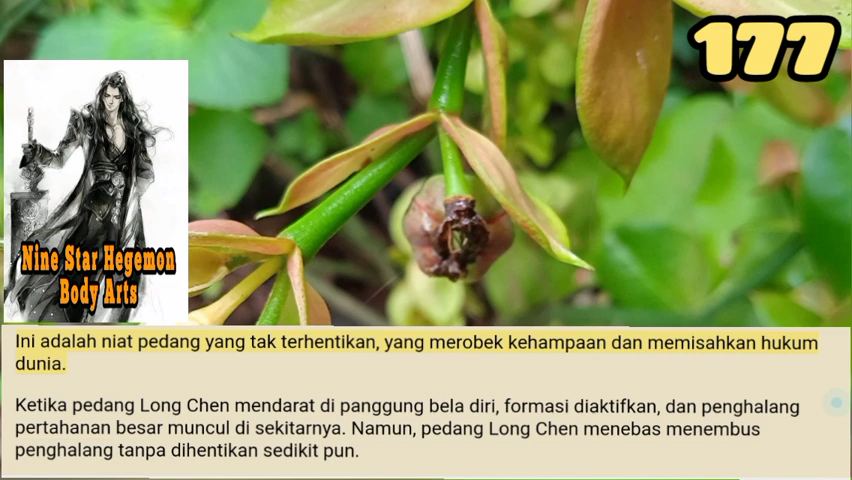 177
Nine Star Hegemon
Body Arts
Ini adalah niat pedang yang tak terhentikan, yang merobek kehampaan dan memisahkan hukum
dunia.
Ketika pedang Long Chen mendarat di panggung bela diri, formasi diaktifkan, dan penghalang
pertahanan besar muncul di sekitarnya. Namun, pedang Long Chen menebas menembus
penghalang tanpa dihentikan sedikit pun.